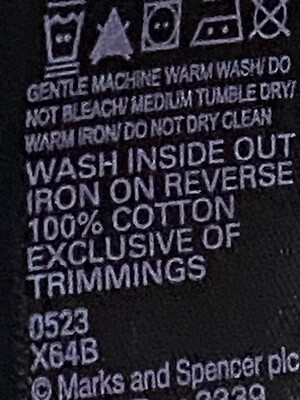 GENTLE MACHINE WARM WASH/ DO
NOT BLEACH/ MEDIUM TUMBLE DRY/
WARM IRON/ DO NOT DRY CLEAN
WASH INSIDE OUT
IRON ON REVERSE
100% COTTON
EXCLUSIVE OF
TRIMMINGS
0523
X64B
© Marks and Spencer plc